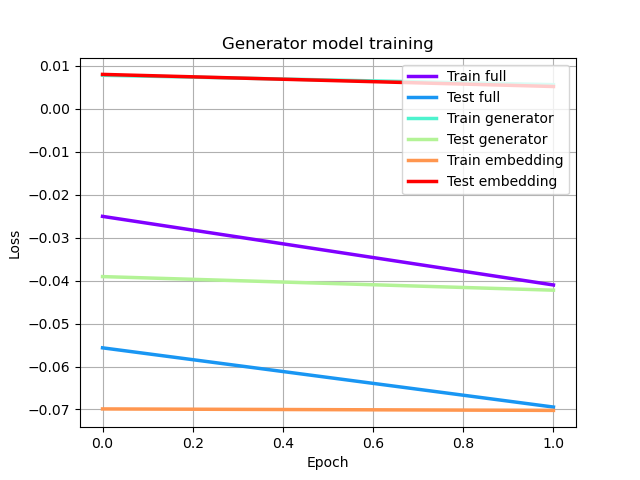 Generator model training
0.01
0.00
−0.01
−0.02
−0.03
−0.04
−0.05
−0.06
−0.07
Loss
Train full
Test full
Train generator
Test generator
Train embedding
Test embedding
0.0 0.2 0.4 0.6 0.8 1.0
Epoch